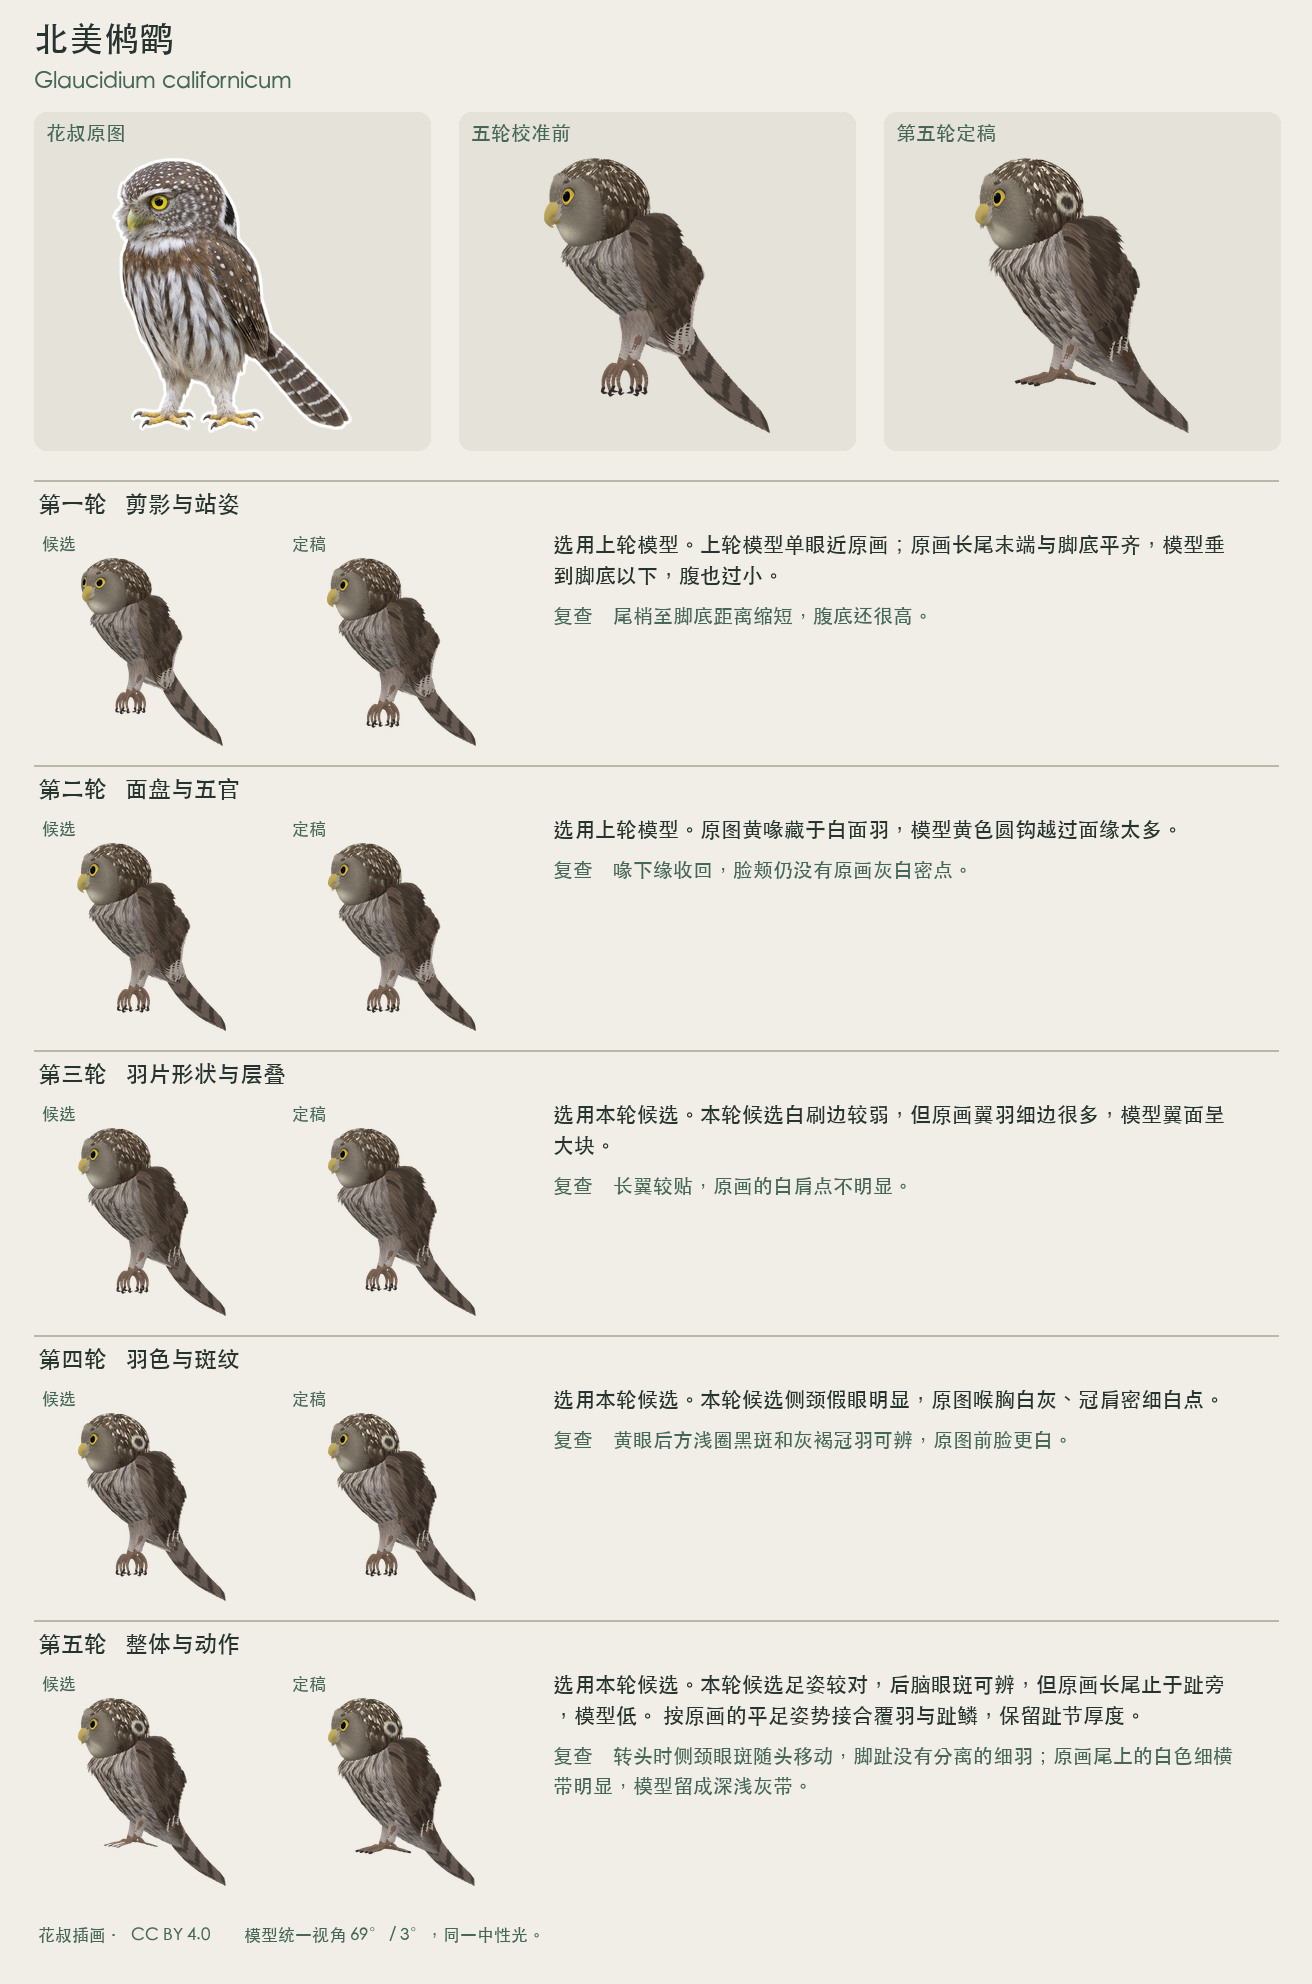 北美鸺鹠
Glaucidium californicum
花叔原图
五轮校准前
第五轮定稿
第一轮 剪影与站姿
候选
定稿
选用上轮模型。上轮模型单眼近原画；原画长尾末端与脚底平齐，模型垂
到脚底以下，腹也过小。
复查 尾梢至脚底距离缩短，腹底还很高。
第二轮 面盘与五官
候选
定稿
选用上轮模型。原图黄喙藏于白面羽，模型黄色圆钩越过面缘太多。
复查 喙下缘收回，脸颊仍没有原画灰白密点。
第三轮 羽片形状与层叠
候选
定稿
选用本轮候选。本轮候选白刷边较弱，但原画翼羽细边很多，模型翼面呈
大块。
复查 长翼较贴，原画的白肩点不明显。
第四轮 羽色与斑纹
候选
定稿
选用本轮候选。本轮候选侧颈假眼明显，原图喉胸白灰、冠肩密细白点。
复查 黄眼后方浅圈黑斑和灰褐冠羽可辨，原图前脸更白。
第五轮 整体与动作
候选
定稿
选用本轮候选。本轮候选足姿较对，后脑眼斑可辨，但原画长尾止于趾旁
，模型低。 按原画的平足姿势接合覆羽与趾鳞，保留趾节厚度。
复查 转头时侧颈眼斑随头移动，脚趾没有分离的细羽；原画尾上的白色细横
带明显，模型留成深浅灰带。
花叔插画 · CC BY 4.0 模型统一视角 69° / 3° ，同一中性光。